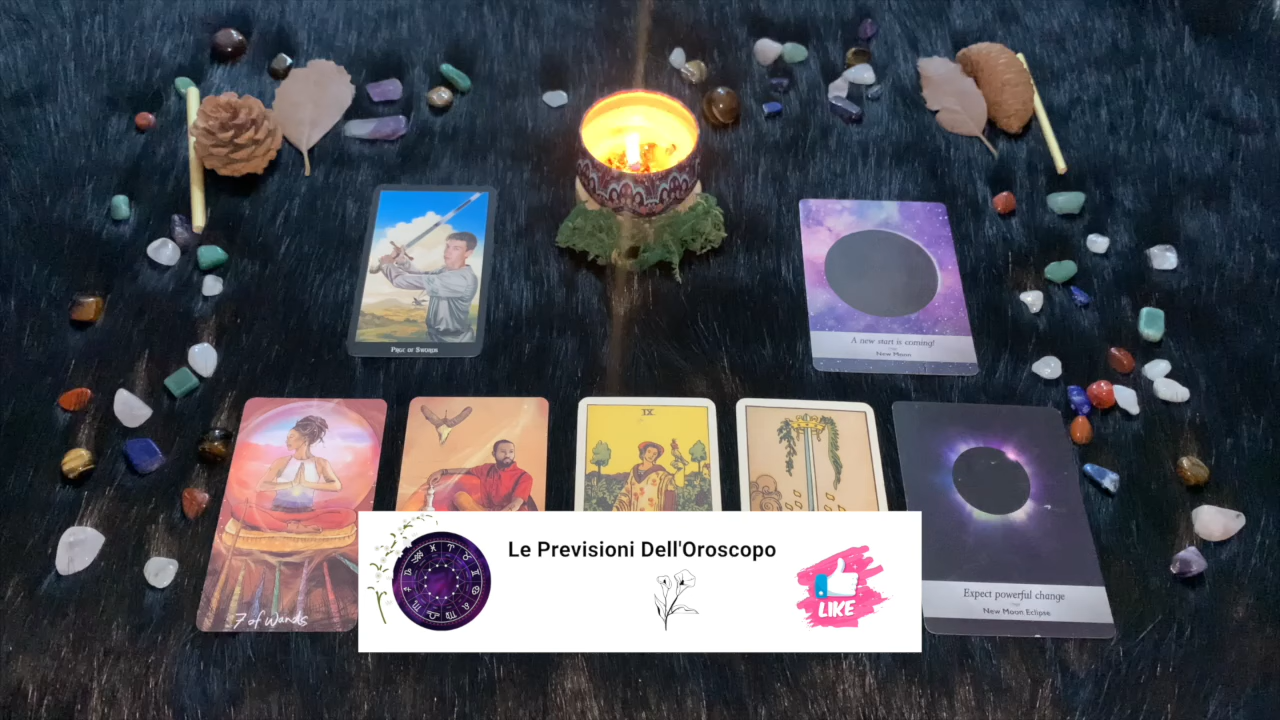 Page of Swords
A new start is coming!
New Moon
IX
7 of Wands
Le Previsioni Dell'Oroscopo
LIKE
Expect powerful change
New Moon Eclipse